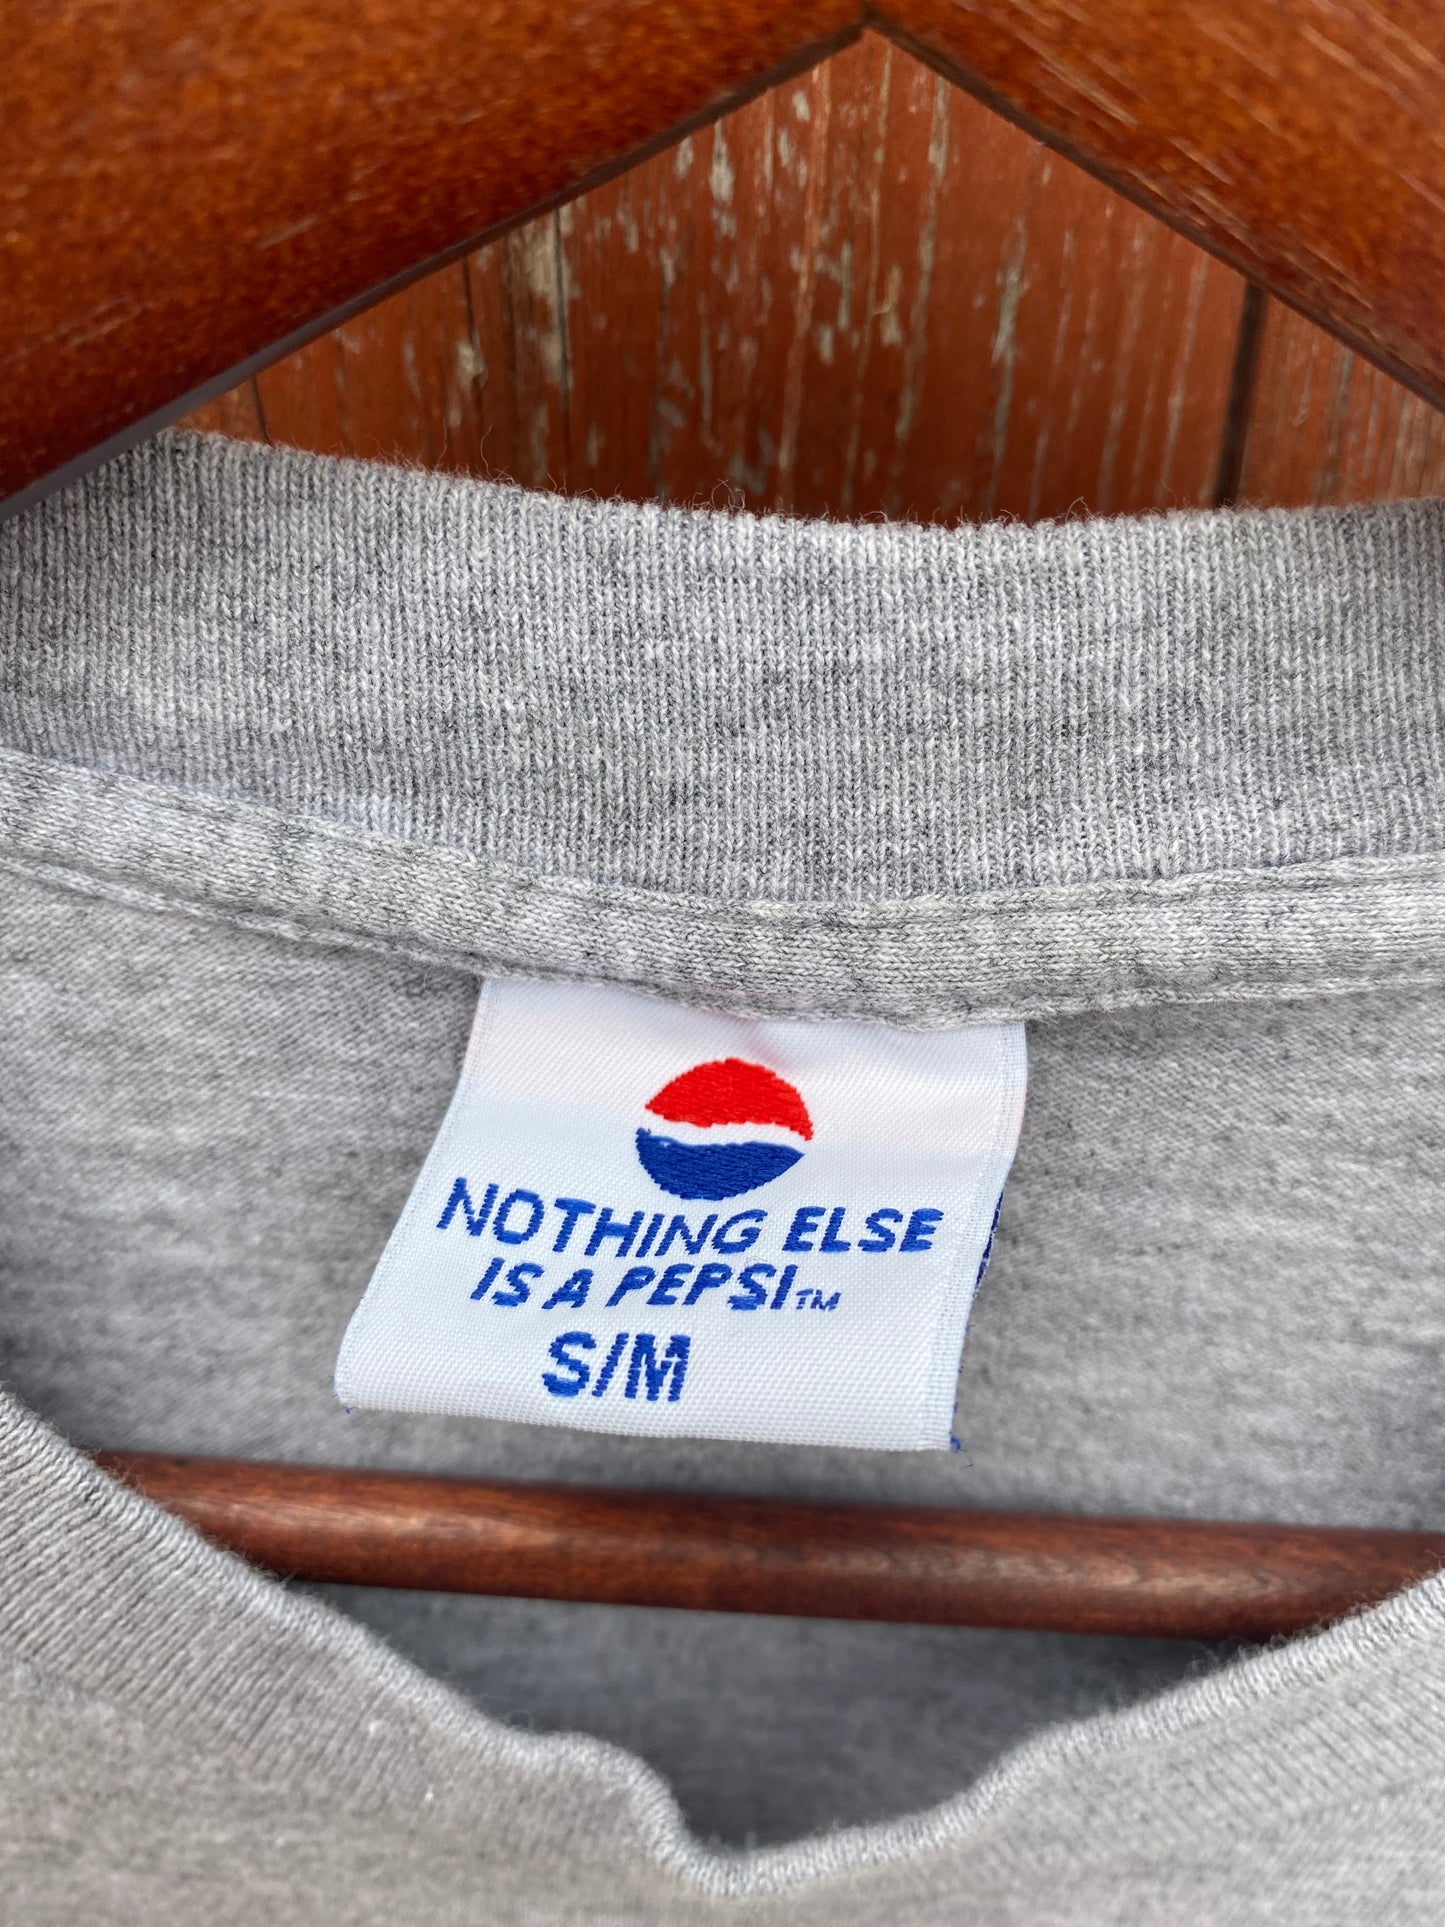 NOTHING ELSE
IS A PEPSI™
S/M